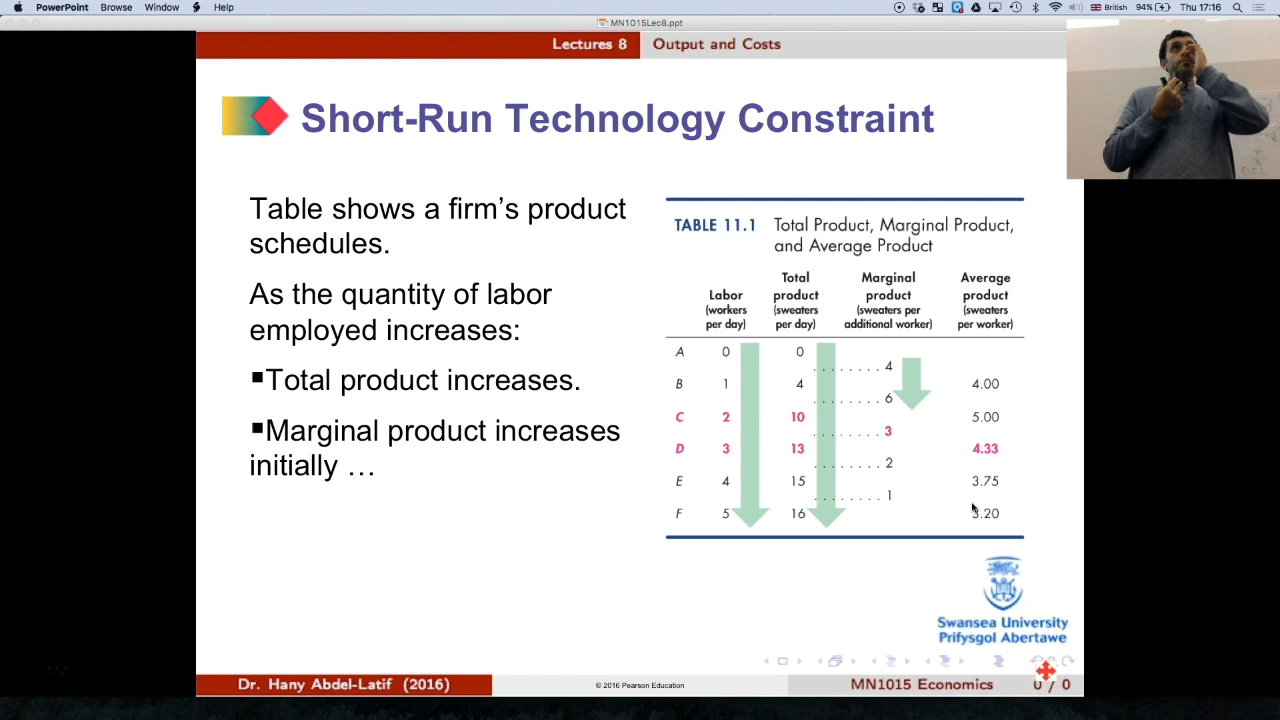 PowerPoint Browse Window Help British 94% Thu 17:16
MN1015Lec8.ppt
Lectures 8 Output and Costs
Short-Run Technology Constraint
Table shows a firm’s product
schedules.
As the quantity of labor
employed increases:
▪Total product increases.
▪Marginal product increases
initially …
TABLE 11.1 Total Product, Marginal Product,
and Average Product
Total Marginal Average
Labor product product product
(workers (sweaters (sweaters per (sweaters
per day) per day) additional worker) per worker)
A 0 0
. . . . . . . . 4
B 1 4 4.00
. . . . . . . . 6
C 2 10 5.00
. . . . . . . . 3
D 3 13 4.33
. . . . . . . . 2
E 4 15 3.75
. . . . . . . . 1
F 5 16 3.20
Swansea University
Prifysgol Abertawe
Dr. Hany Abdel-Latif (2016) © 2016 Pearson Education MN1015 Economics 0 / 0